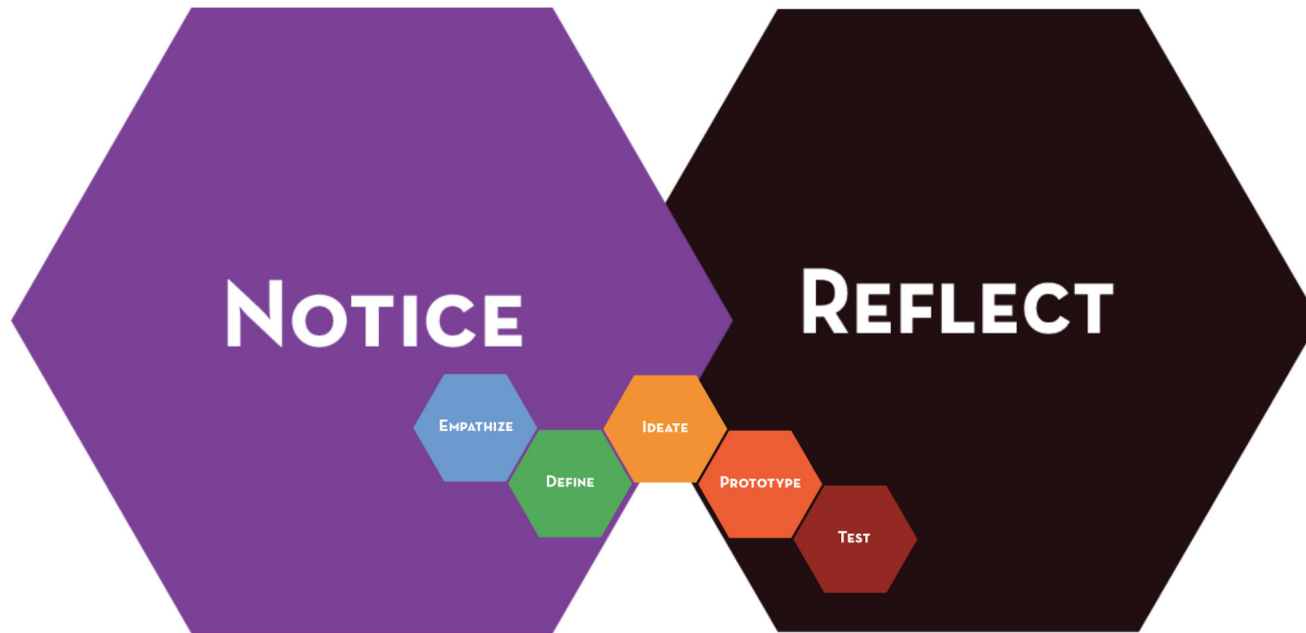 NOTICE
REFLECT
EMPATHIZE
DEFINE
IDEATE
PROTOTYPE
TEST